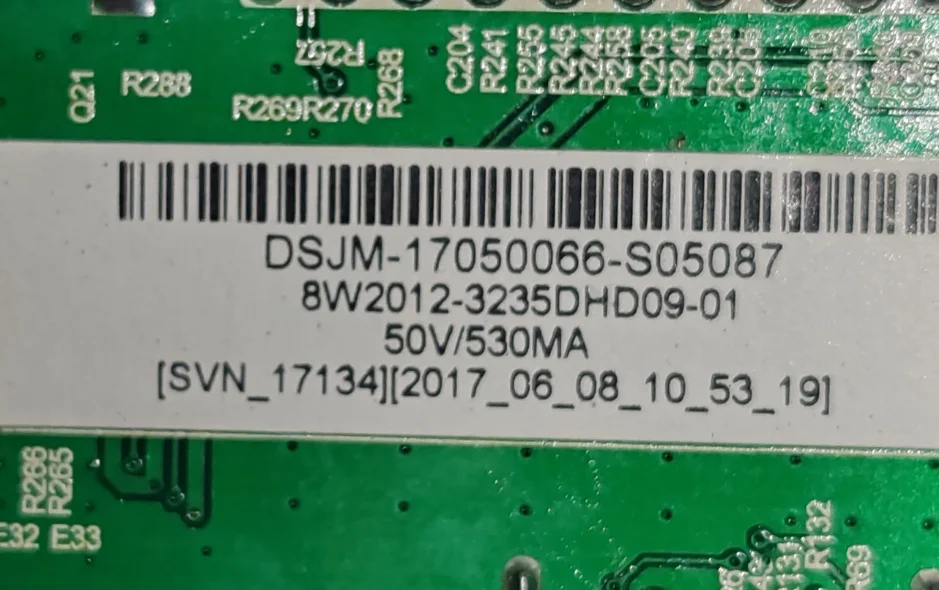 R262
Q21
R288
R269R270
R268
C204
R241
R255
R245
R244
R258
C205
R240
R239
DSJM-17050066-S05087
8W2012-3235DHD09-01
50V/530MA
[SVN_17134][2017_06_08_10_53_19]
R266
R265
E32 E33
R132